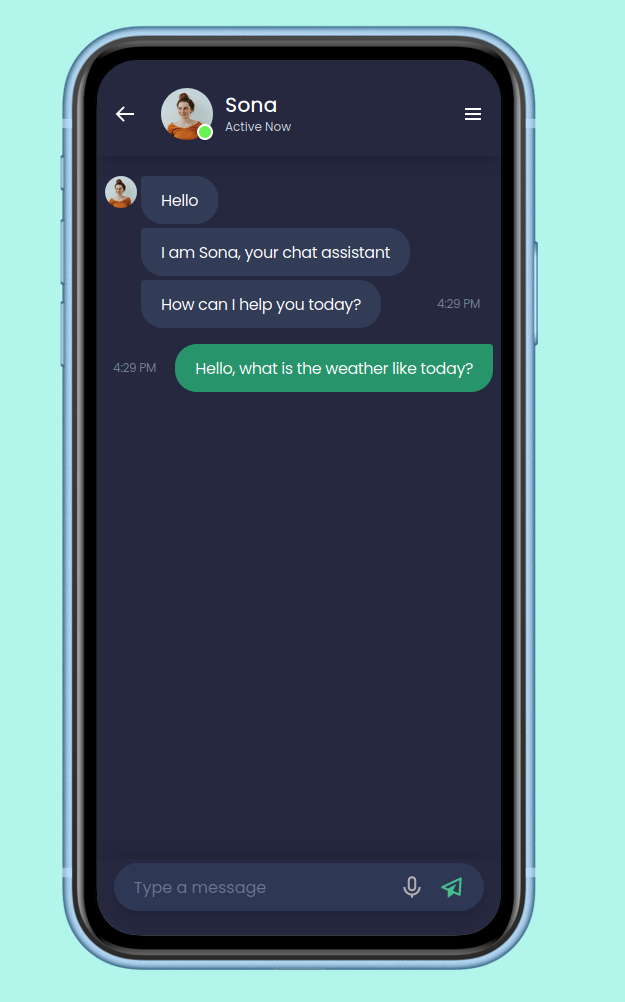 Sona
Active Now
Hello
I am Sona, your chat assistant
How can I help you today?
4:29 PM
4:29 PM
Hello, what is the weather like today?
Type a message